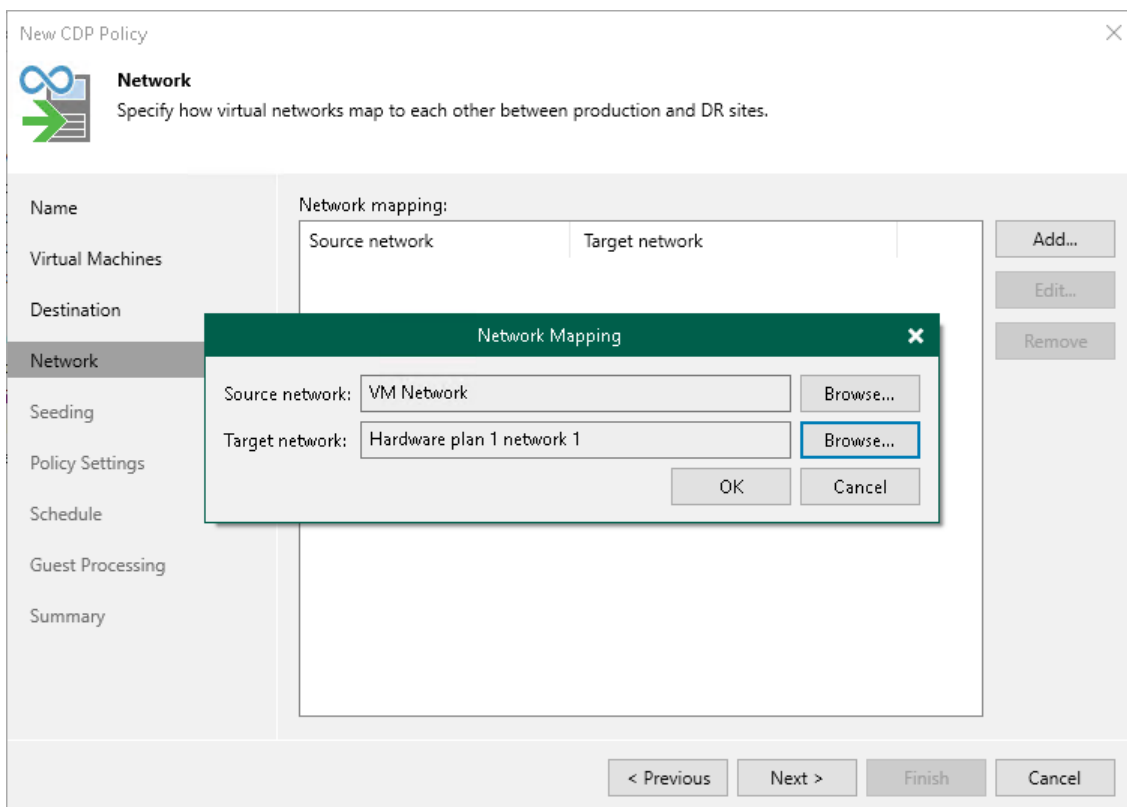 New CDP Policy
Network
Specify how virtual networks map to each other between production and DR sites.
Name
Virtual Machines
Destination
Network
Seeding
Policy Settings
Schedule
Guest Processing
Summary
Network mapping:
Source network Target network
Add...
Edit...
Remove
Network Mapping
Source network: VM Network Browse...
Target network: Hardware plan 1 network 1 Browse...
OK Cancel
< Previous Next > Finish Cancel